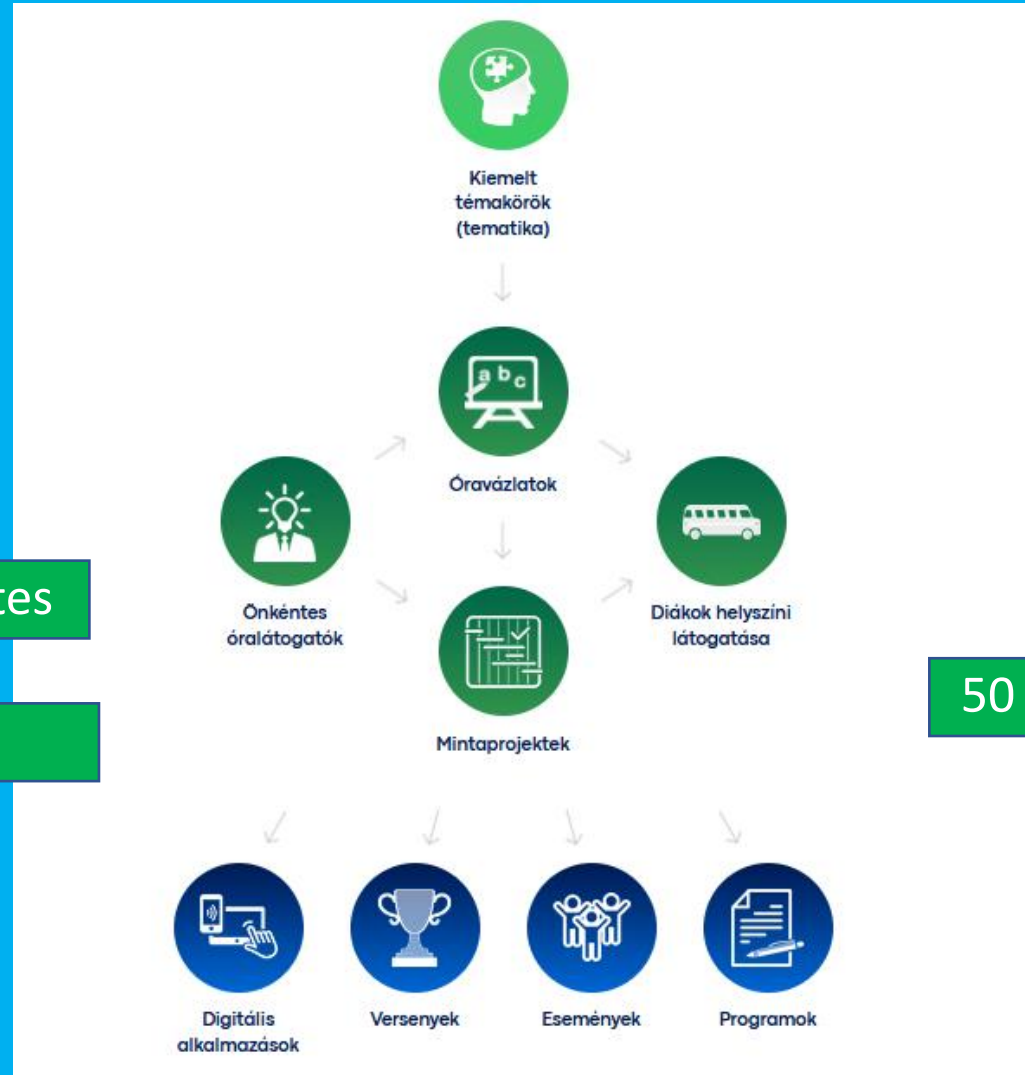 Kiemelt
témakörök
(tematika)
a b c
Óravázlatok
Önkéntes
óralátogatók
Diákok helyszíni
látogatása
tes
50
Mintaprojektek
Digitális
alkalmazások
Versenyek
Események
Programok